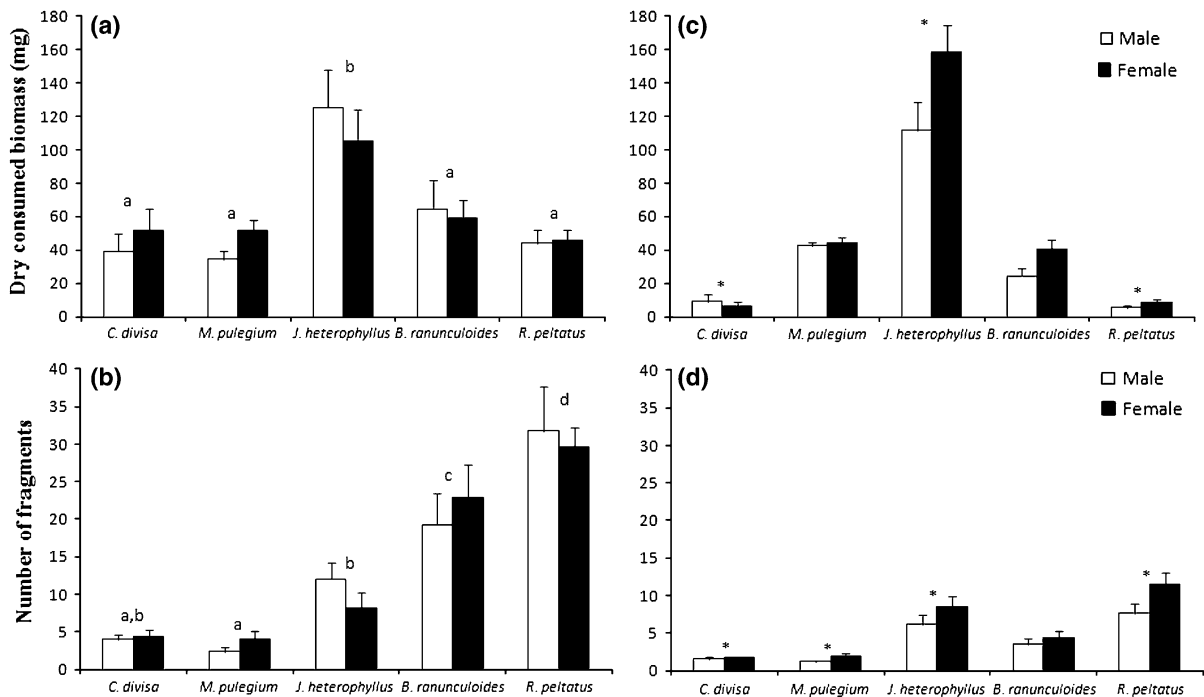 (a)
Dry consumed biomass (mg)
180
160
140
120
100
80
60
40
20
0
a
a
b
a
a
C. divisa
M. pulegium
J. heterophyllus
B. ranunculoides
R. peltatus
(c)
Male
Female
180
160
140
120
100
80
60
40
20
0
*
*
*
C. divisa
M. pulegium
J. heterophyllus
B. ranunculoides
R. peltatus
(b)
Number of fragments
40
35
30
25
20
15
10
5
0
a,b
a
b
c
d
C. divisa
M. pulegium
J. heterophyllus
B. ranunculoides
R. peltatus
(d)
Male
Female
40
35
30
25
20
15
10
5
0
*
*
*
*
C. divisa
M. pulegium
J. heterophyllus
B. ranunculoides
R. peltatus